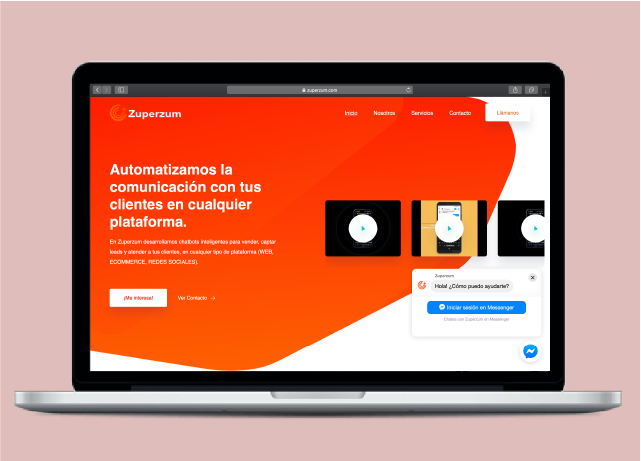 zuperzum.com
Zuperzum
Inicio Nosotros Servicios Contacto Llámanos
Automatizamos la
comunicación con tus
clientes en cualquier
plataforma.
En Zuperzum desarrollamos chatbots inteligentes para vender, captar
leads y atender a tus clientes, en cualquier tipo de plataforma (WEB,
ECOMMERCE, REDES SOCIALES).
¡Me interesa! Ver Contacto →
Zuperzum
Hola! ¿Cómo puedo ayudarte?
Iniciar sesión en Messenger
Chatea con Zuperzum en Messenger